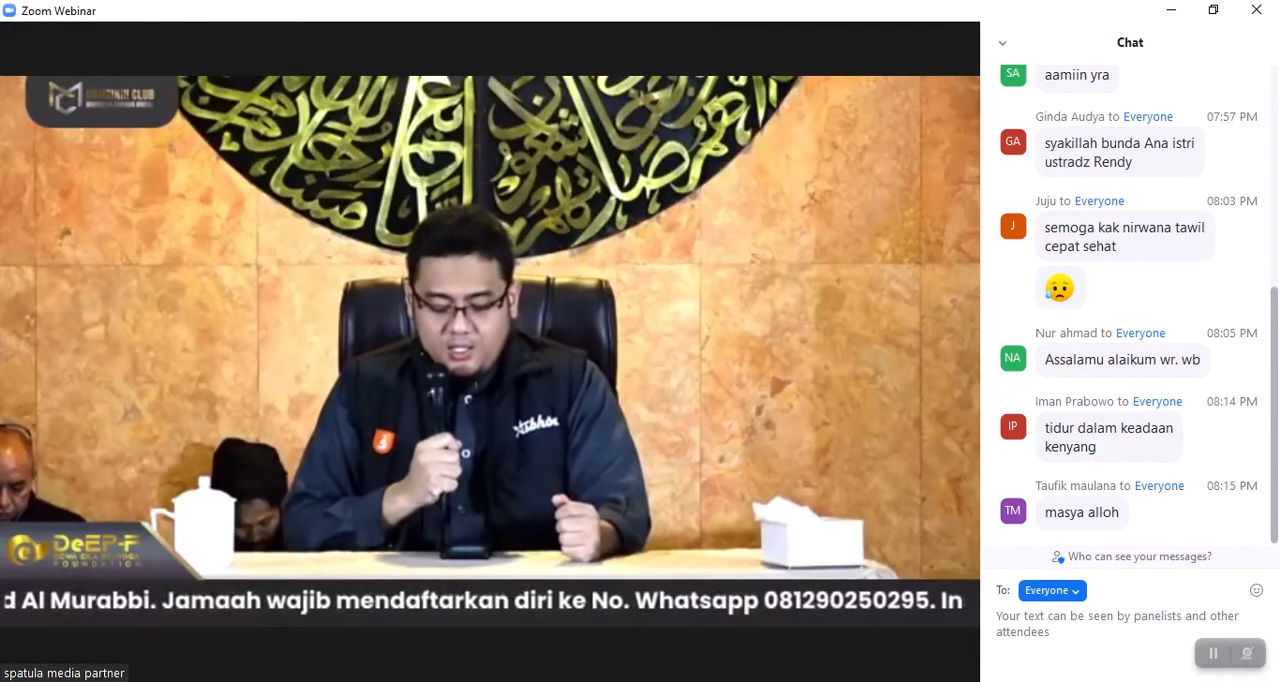 Zoom Webinar
Chat
SA
aamiin yra
Ginda Audya to Everyone 07:57 PM
GA
syakillah bunda Ana istri
ustradz Rendy
Juju to Everyone 08:03 PM
J
semoga kak nirwana tawil
cepat sehat
Nur ahmad to Everyone 08:05 PM
NA
Assalamu alaikum wr. wb
Iman Prabowo to Everyone 08:14 PM
IP
tidur dalam keadaan
kenyang
Taufik maulana to Everyone 08:15 PM
TM
masya alloh
Who can see your messages?
To: Everyone
Your text can be seen by panelists and other
attendees
DeEP-F
FOUNDATION
d Al Murabbi. Jamaah wajib mendaftarkan diri ke No. Whatsapp 081290250295. In
spatula media partner